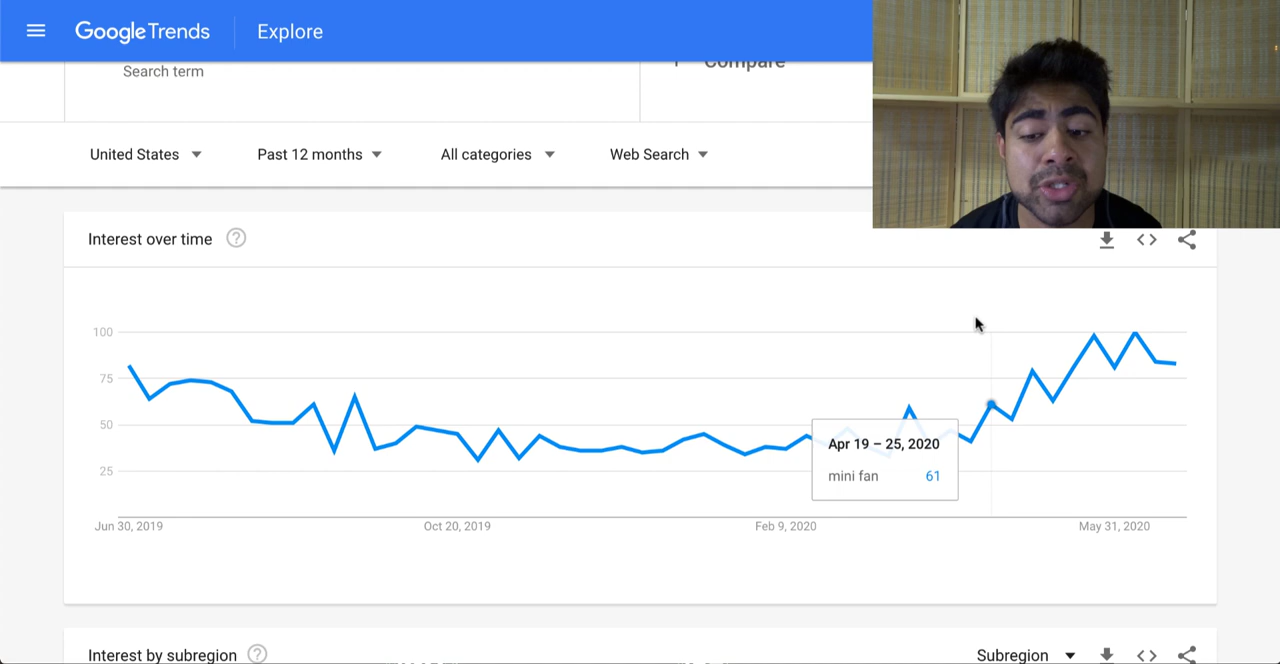 Google Trends Explore
Search term
Compare
United States Past 12 months All categories Web Search
Interest over time ?
100
75
50
25
Apr 19 – 25, 2020
mini fan 61
Jun 30, 2019 Oct 20, 2019 Feb 9, 2020 May 31, 2020
Interest by subregion ? Subregion